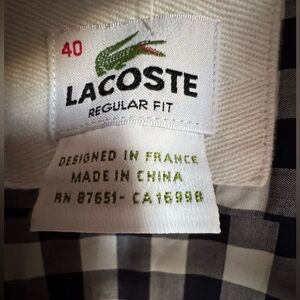 40
LACOSTE
REGULAR FIT
DESIGNED IN FRANCE
MADE IN CHINA
RN 87651- CA16998